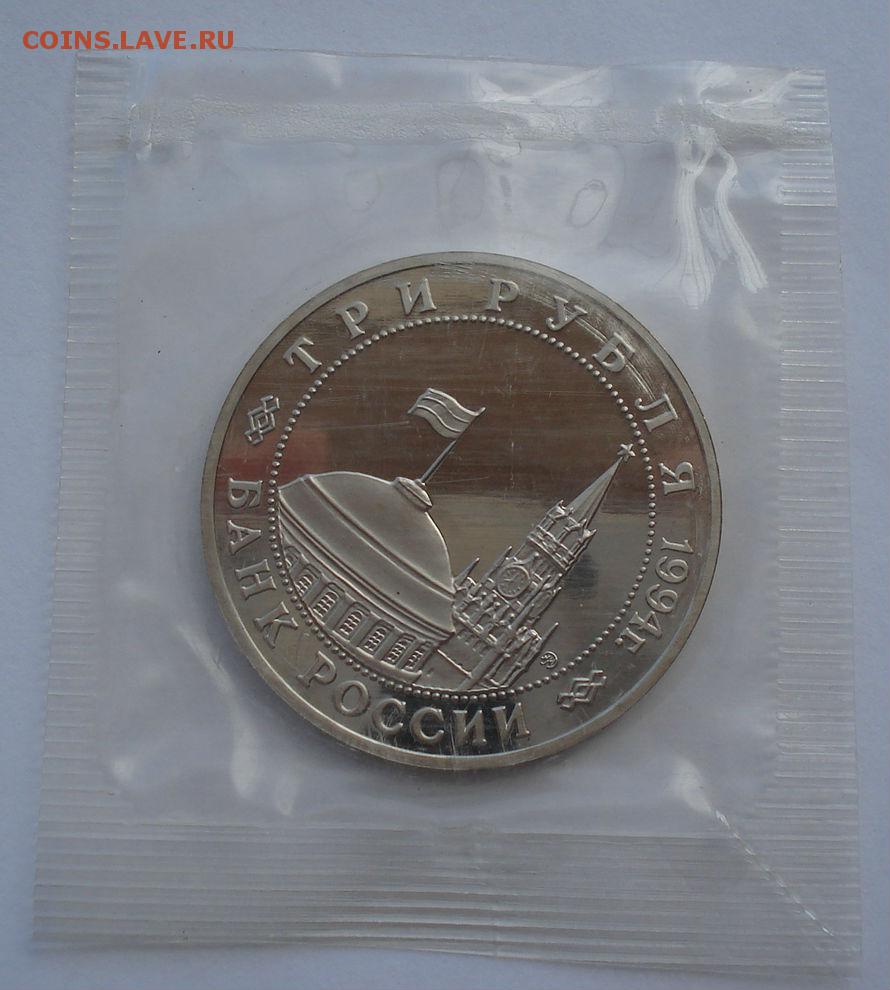 COINS.LAVE.RU
ТРИ РУБЛЯ 1994г.
БАНК РОССИИ